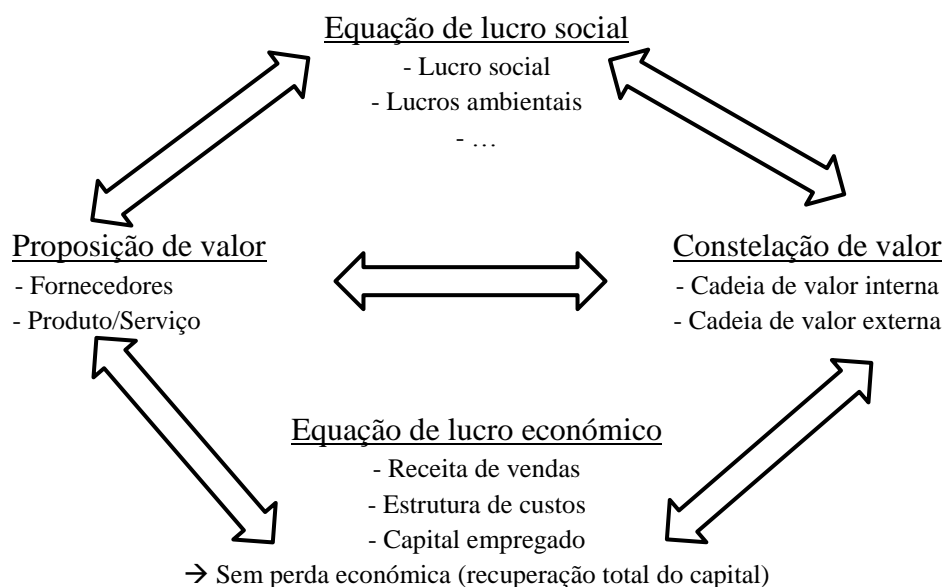 Equação de lucro social
- Lucro social
- Lucros ambientais
- …
Proposição de valor
- Fornecedores
- Produto/Serviço
Constelação de valor
- Cadeia de valor interna
- Cadeia de valor externa
Equação de lucro económico
- Receita de vendas
- Estrutura de custos
- Capital empregado
→ Sem perda económica (recuperação total do capital)